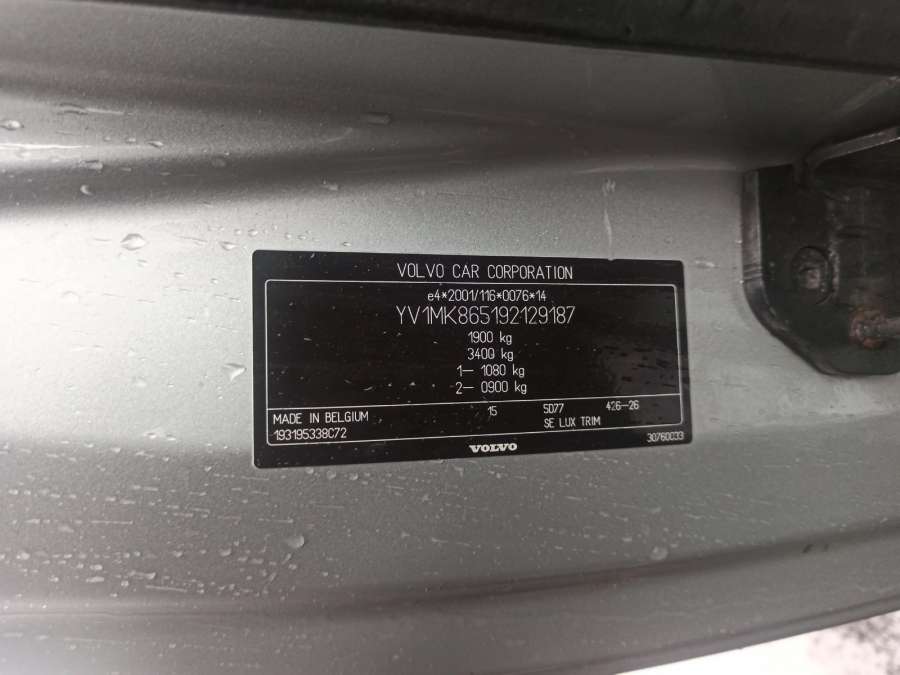 VOLVO CAR CORPORATION
e4*2001/116*0076*14
YV1MK865192129187
1900 kg
3400 kg
1- 1080 kg
2- 0900 kg
15 5D77 426-26
MADE IN BELGIUM SE LUX TRIM
193195338C72 30760033
VOLVO